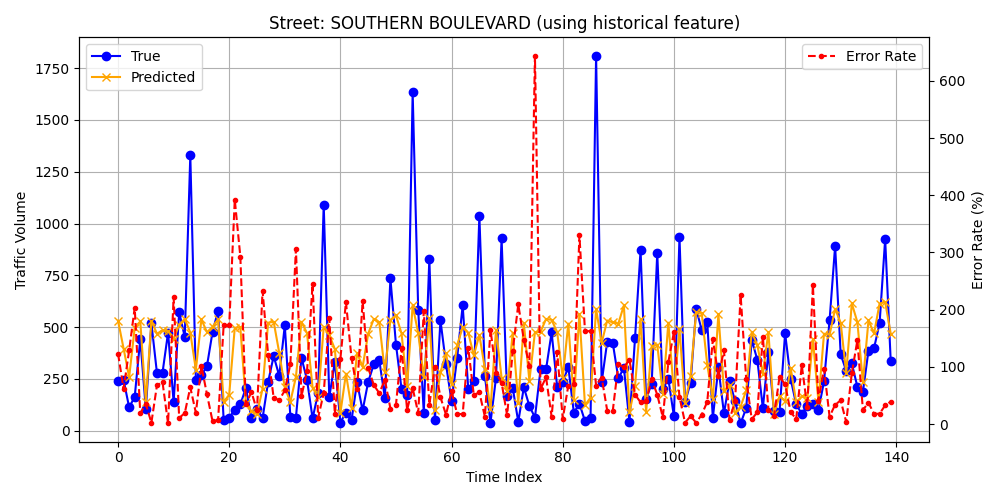 Street: SOUTHERN BOULEVARD (using historical feature)
True
Predicted
Error Rate
Traffic Volume
1750
1500
1250
1000
750
500
250
0
600
500
400
300
200
100
0
Error Rate (%)
0 20 40 60 80 100 120 140
Time Index